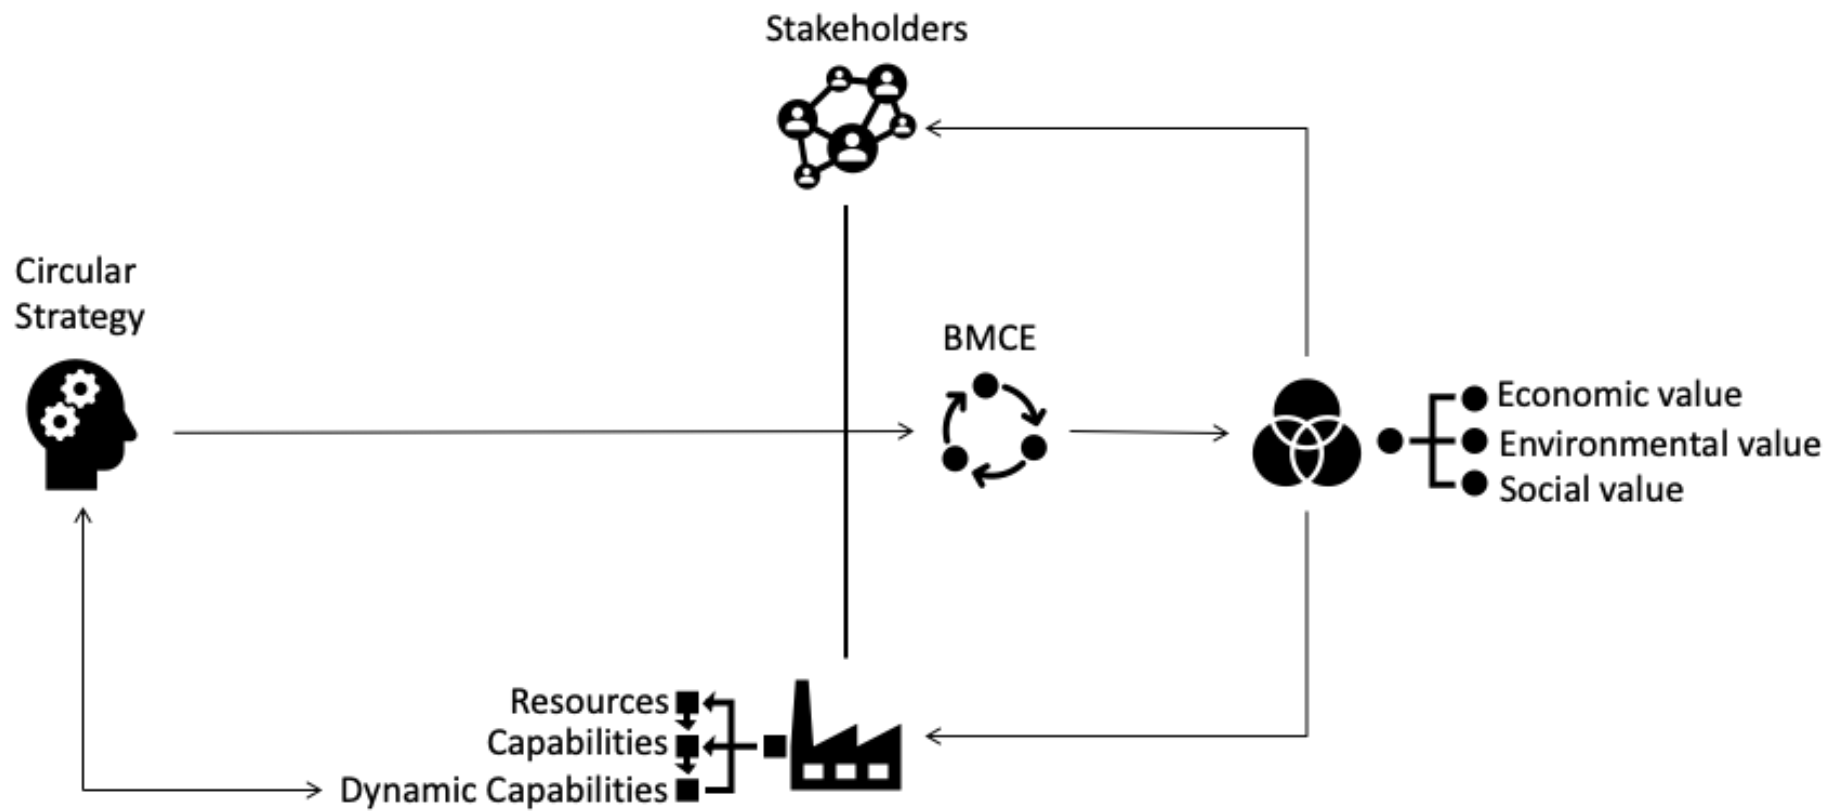 Stakeholders
Circular
Strategy
BMCE
Economic value
Environmental value
Social value
Resources
Capabilities
Dynamic Capabilities